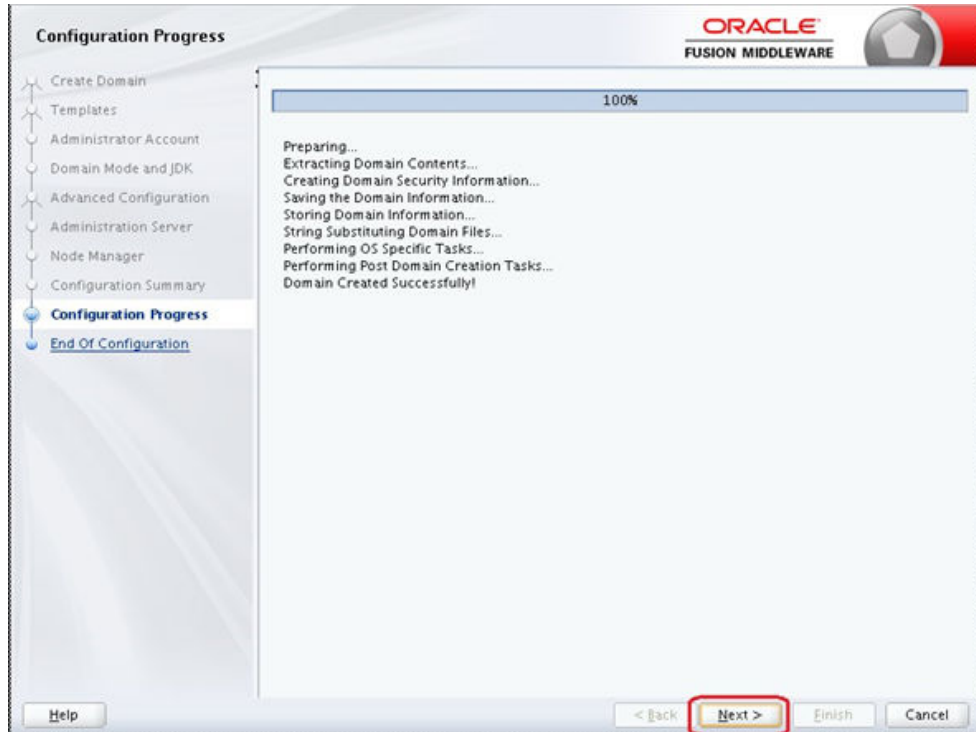 Configuration Progress
ORACLE
FUSION MIDDLEWARE
Create Domain
Templates
Administrator Account
Domain Mode and JDK
Advanced Configuration
Administration Server
Node Manager
Configuration Summary
Configuration Progress
End Of Configuration
100%
Preparing...
Extracting Domain Contents...
Creating Domain Security Information...
Saving the Domain Information...
Storing Domain Information...
String Substituting Domain Files...
Performing OS Specific Tasks...
Performing Post Domain Creation Tasks...
Domain Created Successfully!
Help
< Back
Next >
Finish
Cancel